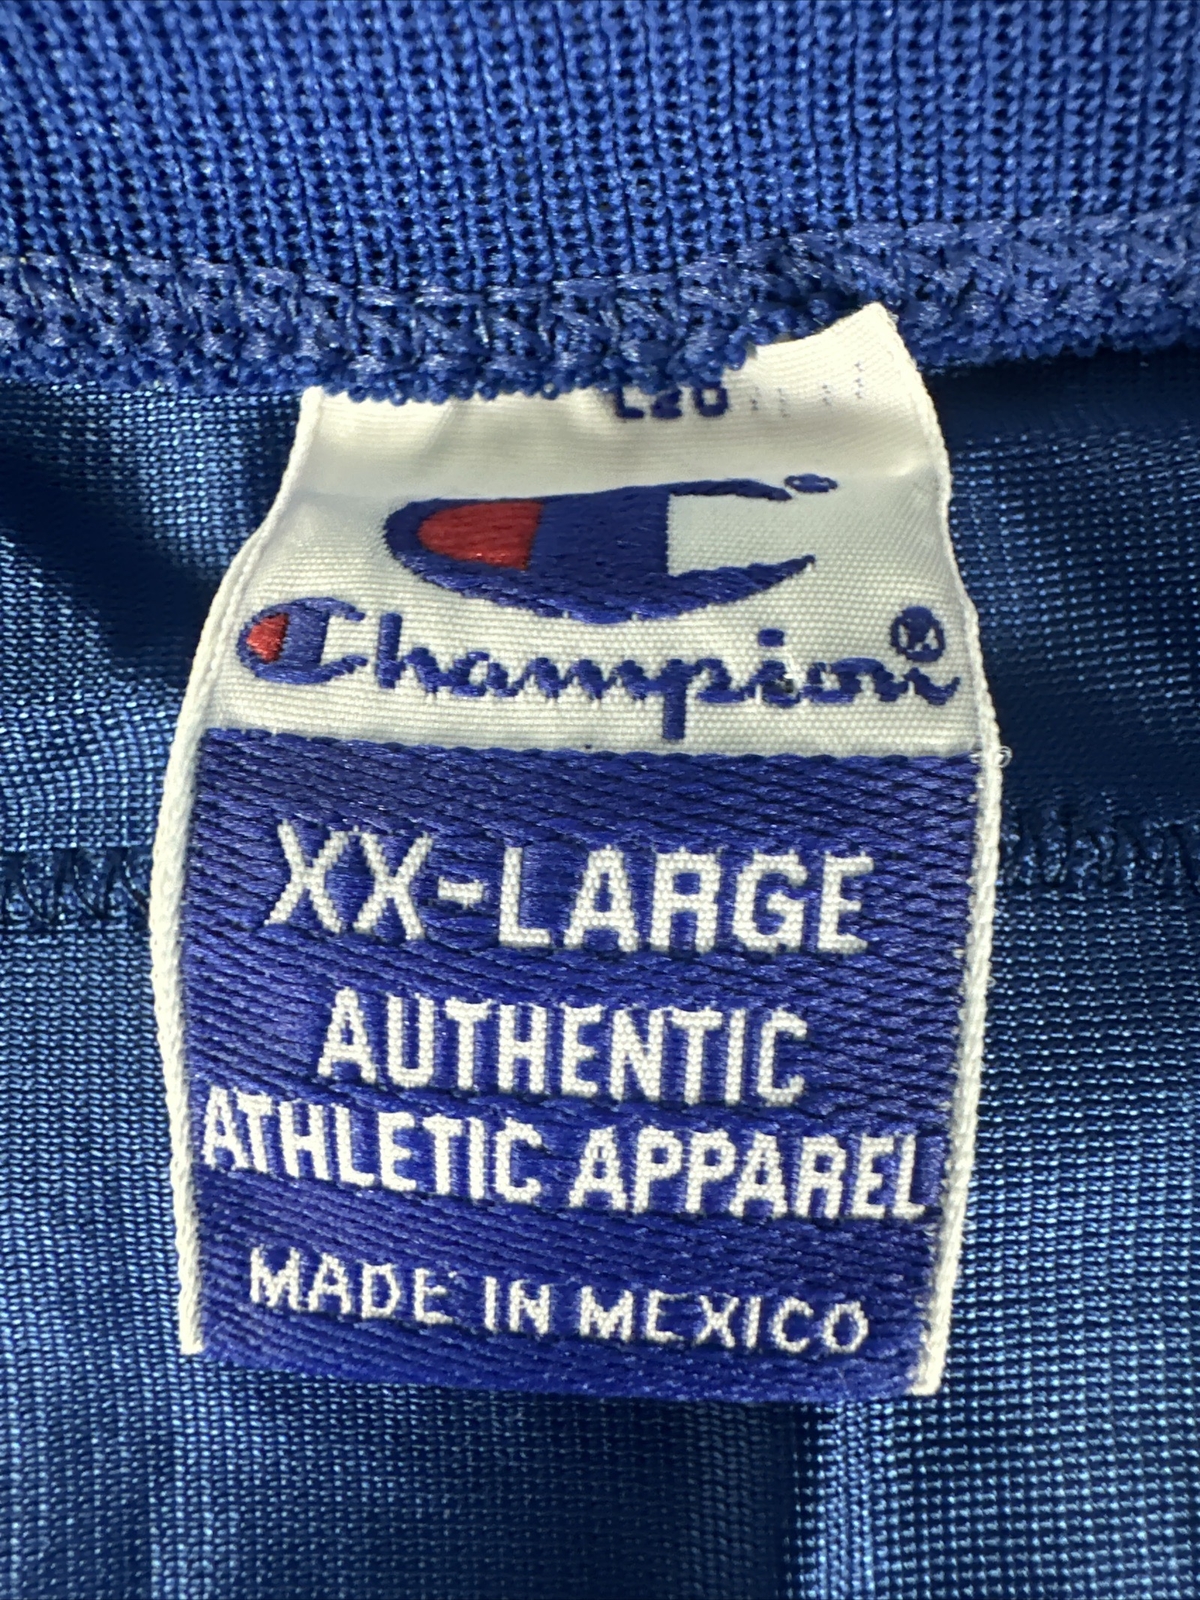 Champion
XX-LARGE
AUTHENTIC
ATHLETIC APPAREL
MADE IN MEXICO